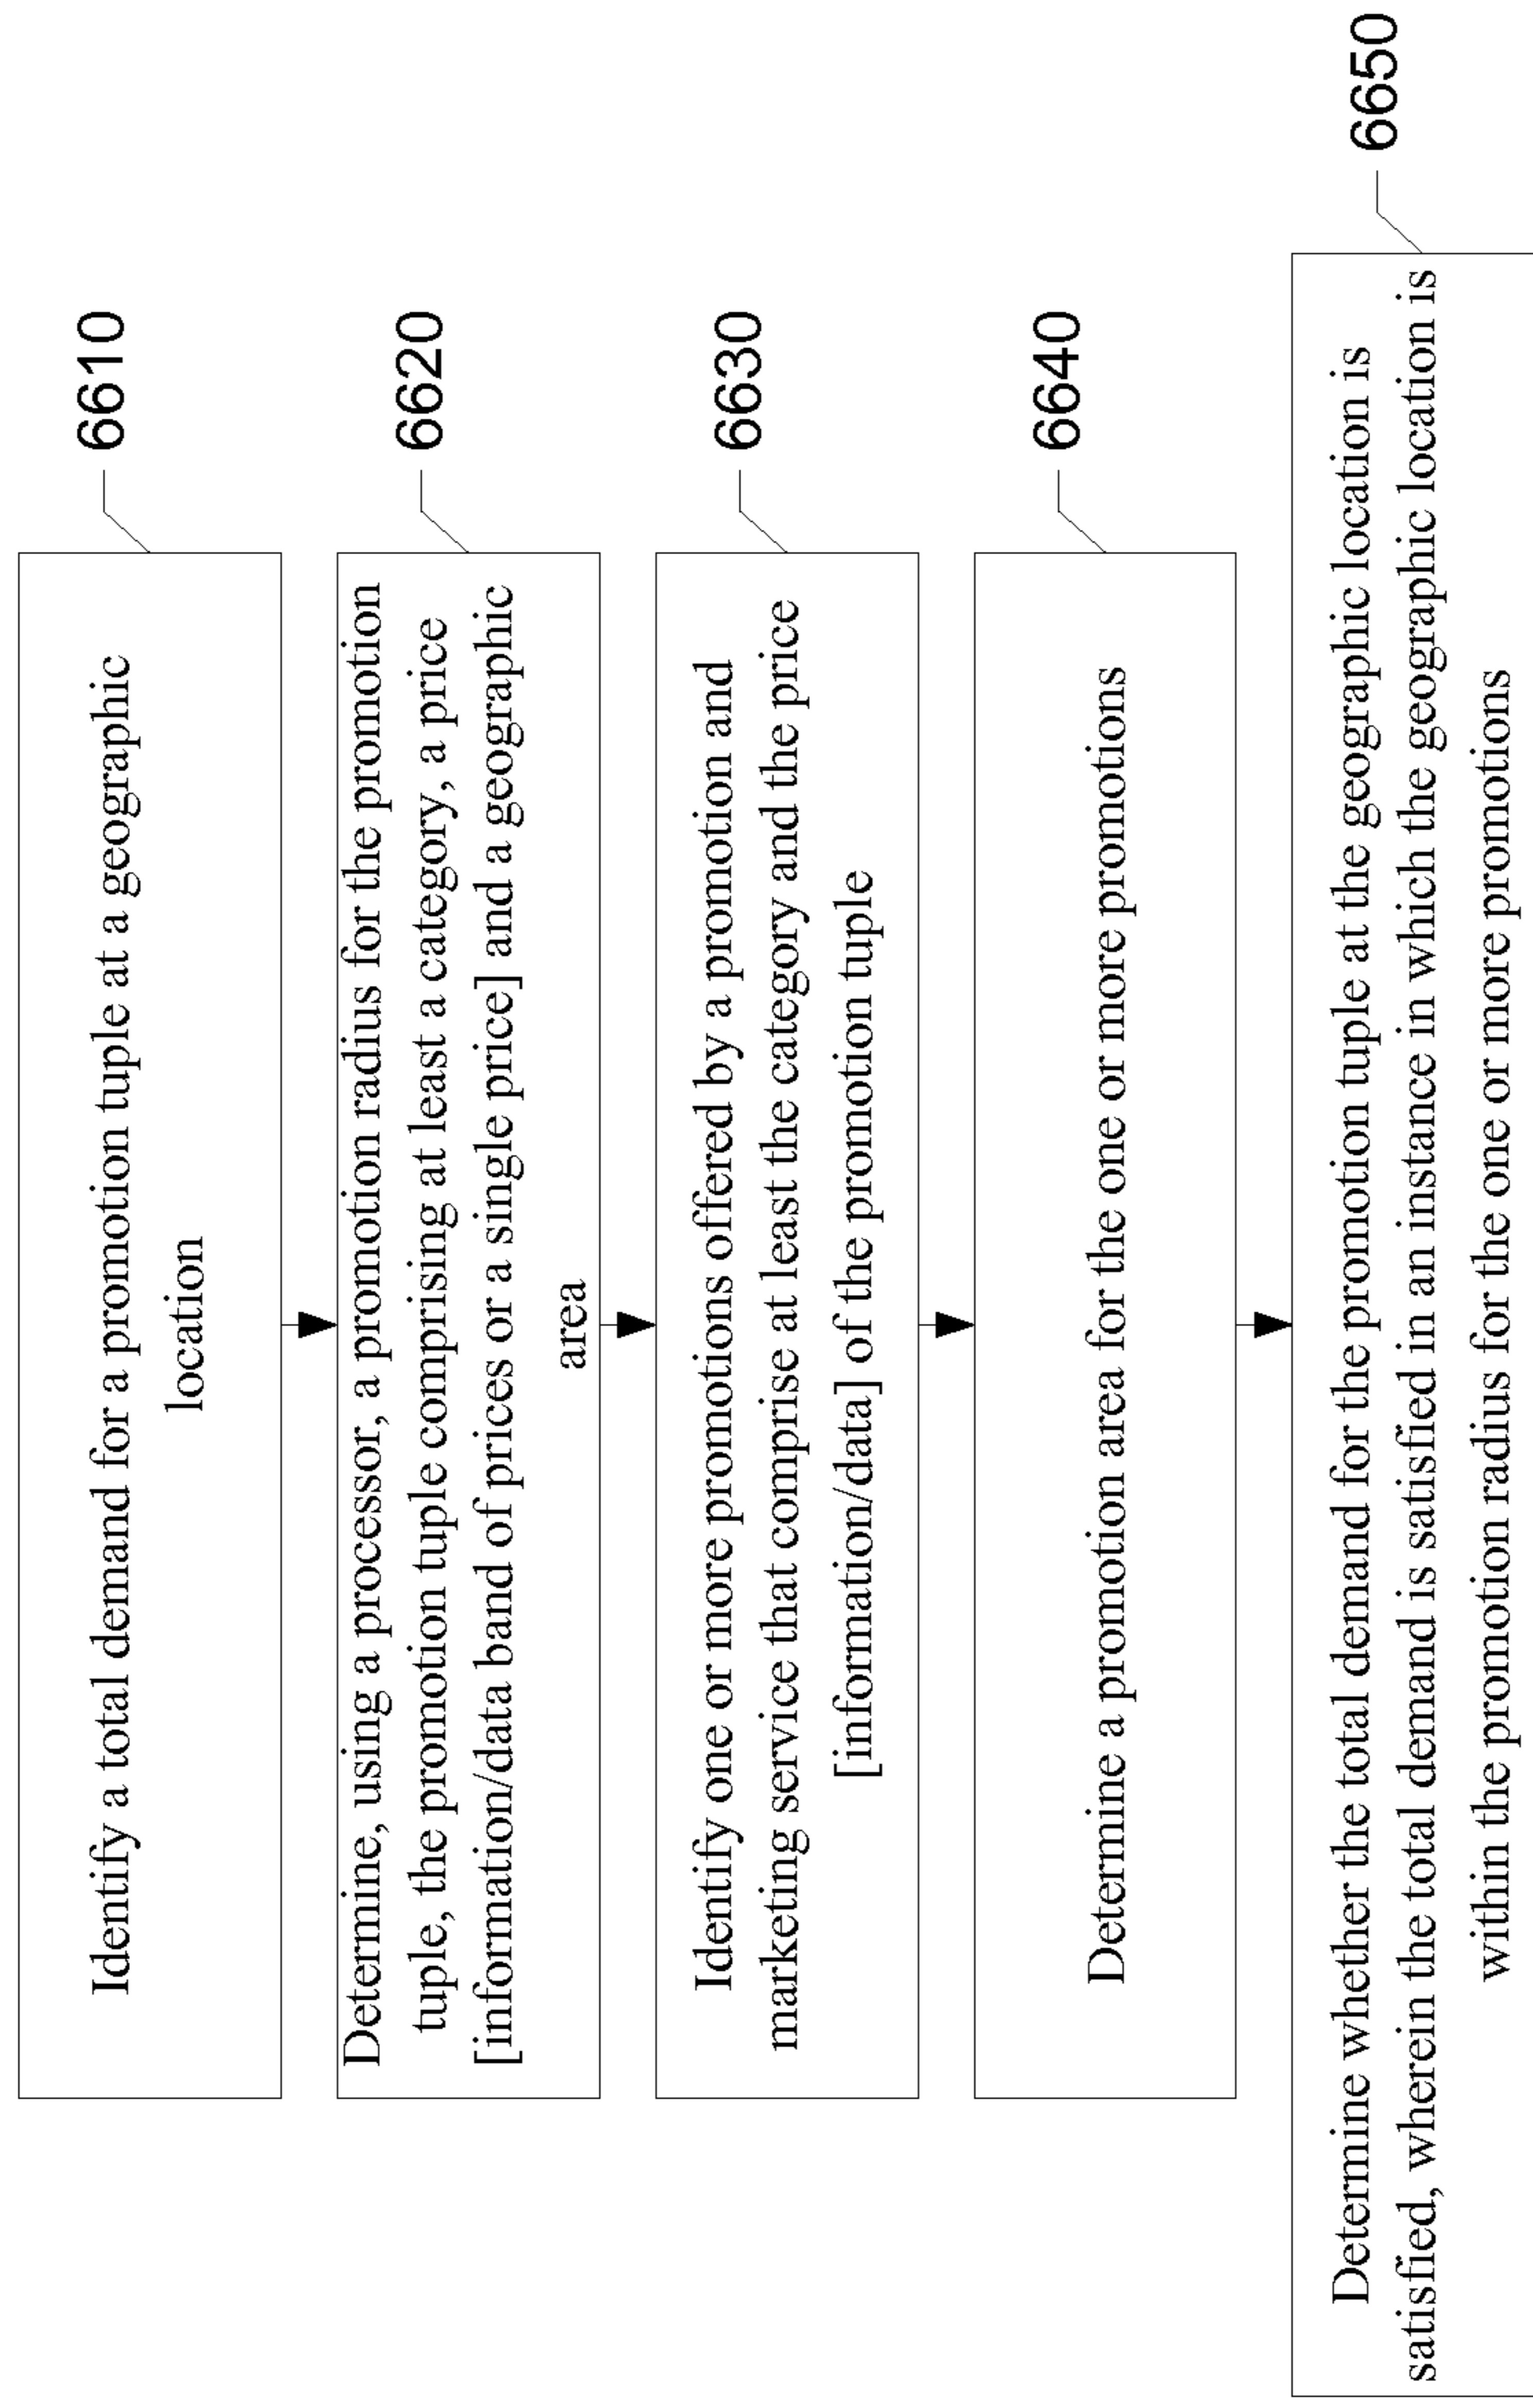 Identify a total demand for a promotion tuple at a geographic
location
6610
Determine, using a processor, a promotion radius for the promotion
tuple, the promotion tuple comprising at least a category, a price
[information/data band of prices or a single price] and a geographic
area
6620
Identify one or more promotions offered by a promotion and
marketing service that comprise at least the category and the price
[information/data] of the promotion tuple
6630
Determine a promotion area for the one or more promotions
6640
Determine whether the total demand for the promotion tuple at the geographic location is
satisfied, wherein the total demand is satisfied in an instance in which the geographic location is
within the promotion radius for the one or more promotions
6650